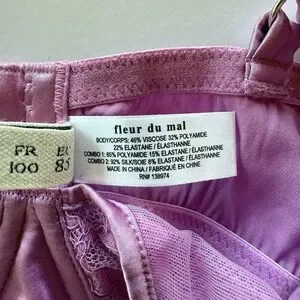 fleur du mal
BODY/CORPS: 46% VISCOSE 32% POLYAMIDE
22% ELASTANE / ÉLASTHANNE
COMBO 1: 85% POLYAMIDE 15% ELASTANE / ÉLASTHANNE
COMBO 2: 92% SILK/SOIE 8% ELASTANE / ÉLASTHANNE
MADE IN CHINA / FABRIQUÉ EN CHINE
RN# 138974
FR EU
100 85